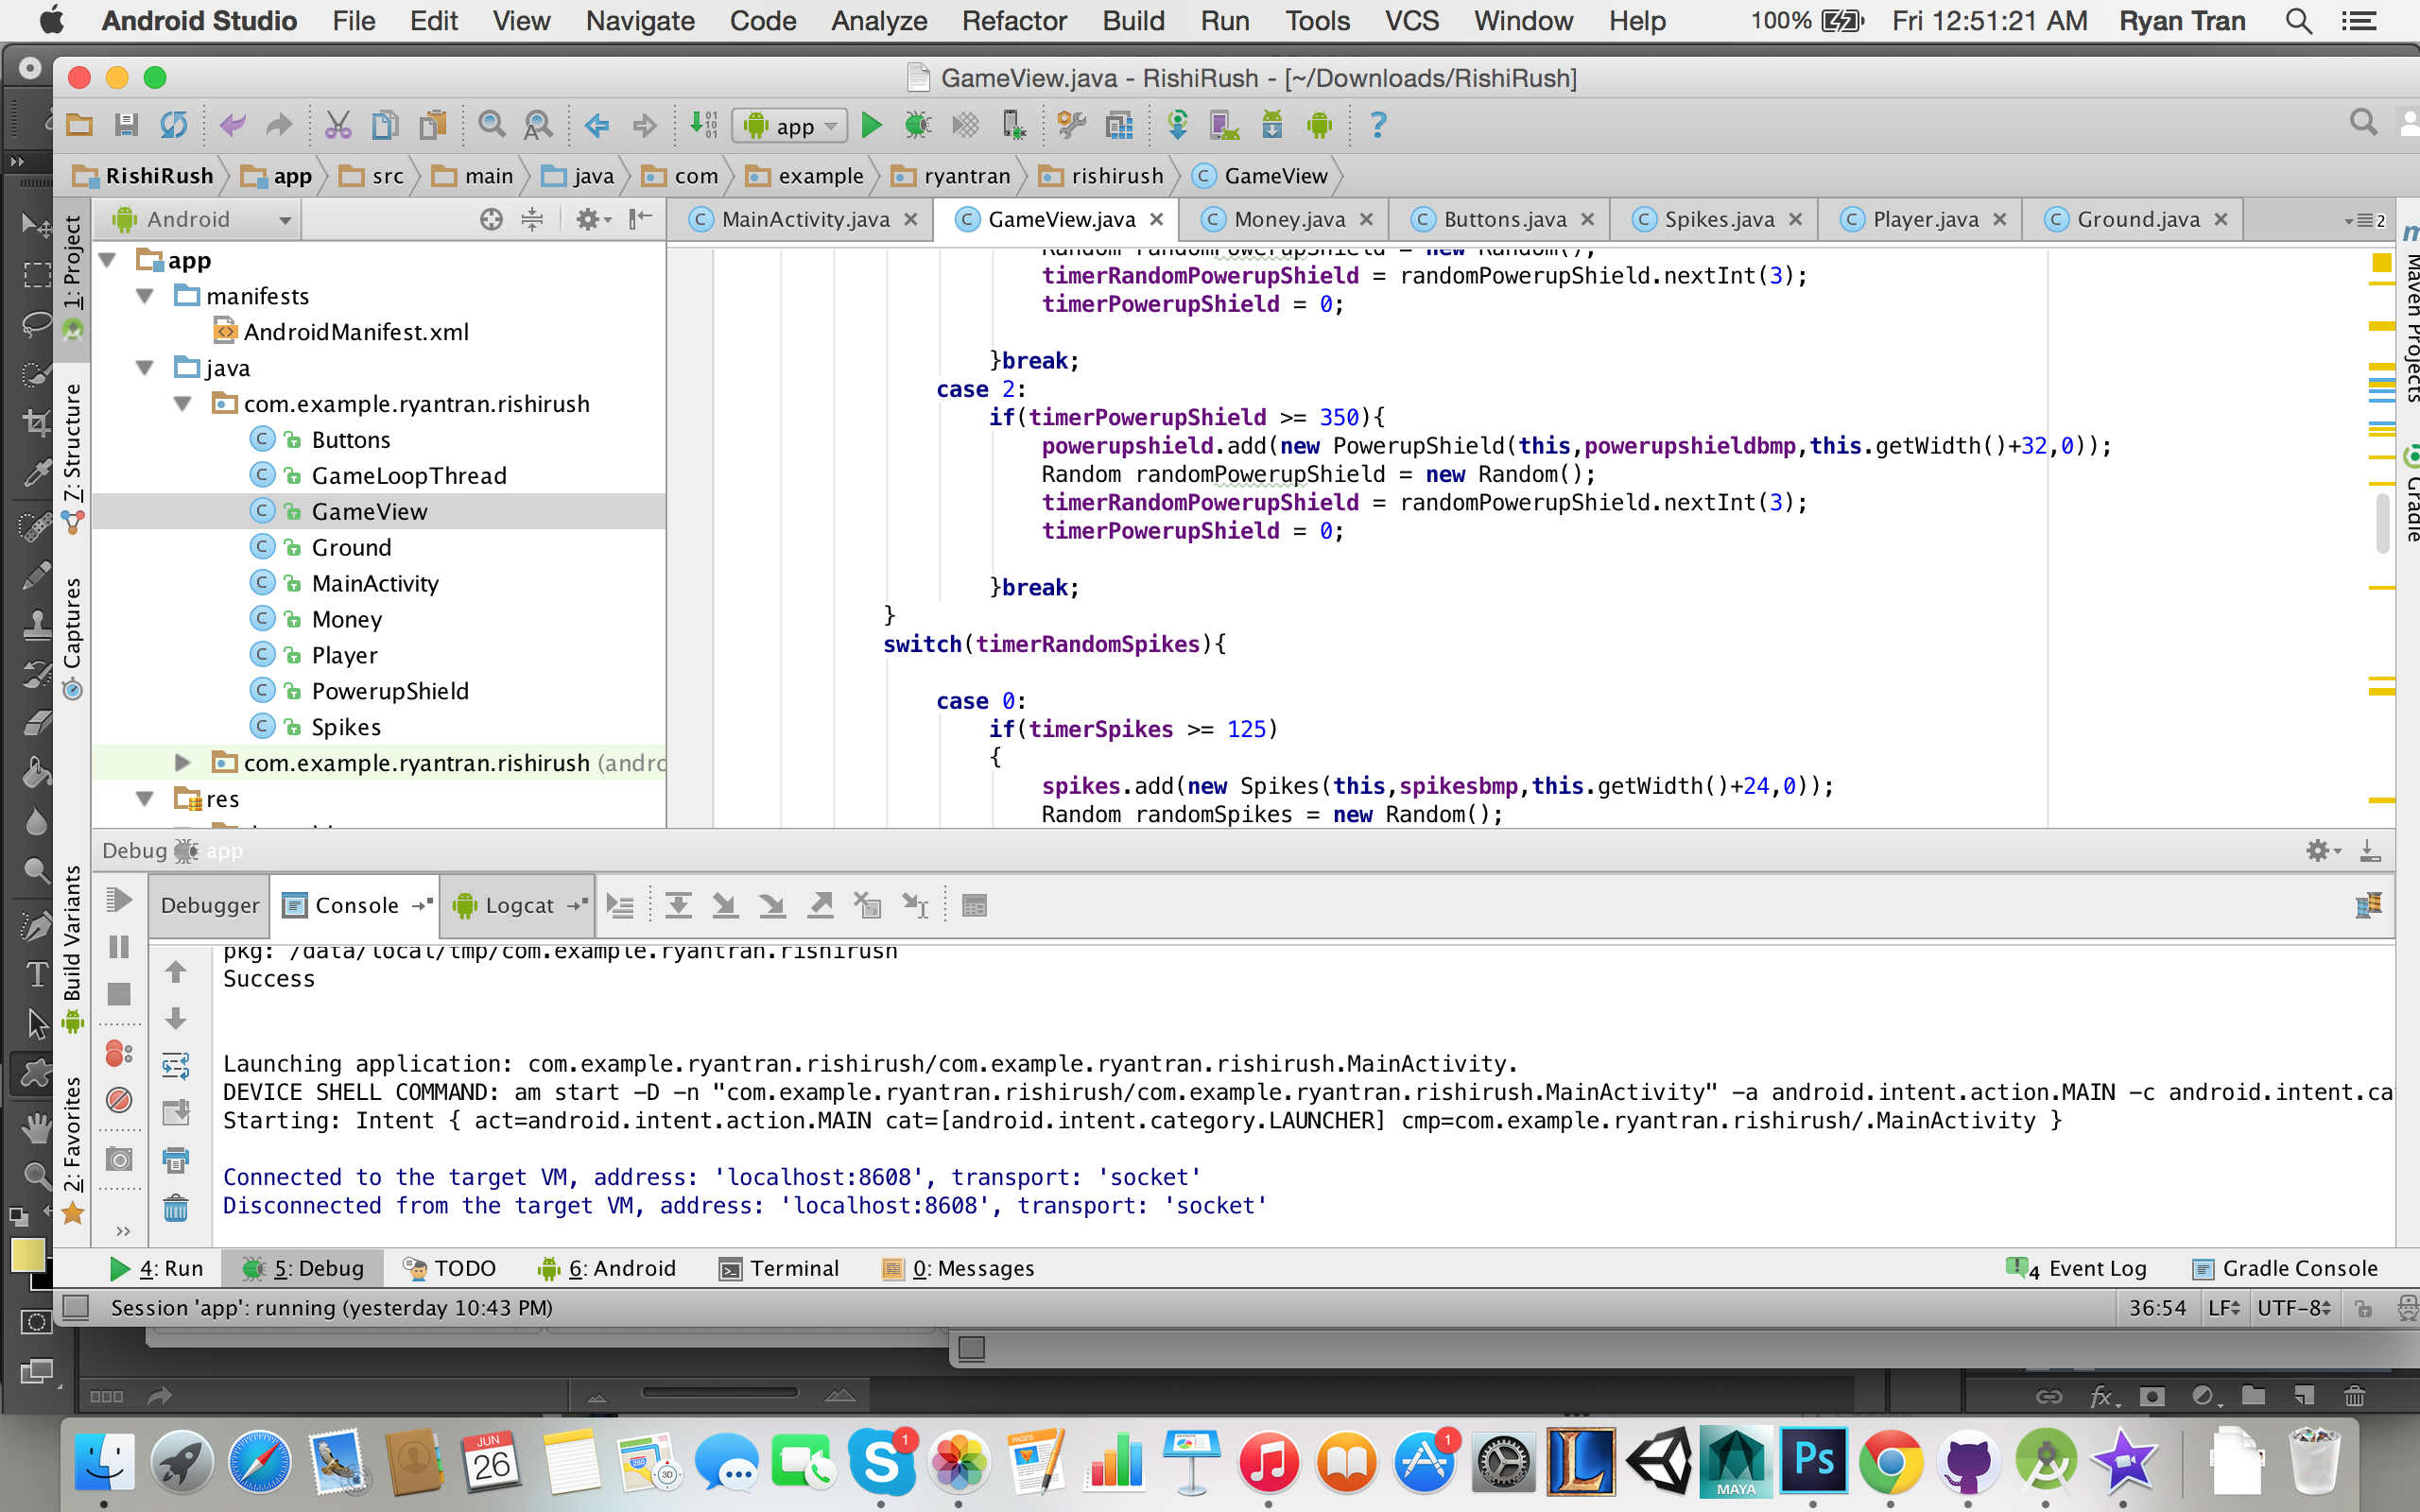 Android Studio File Edit View Navigate Code Analyze Refactor Build Run Tools VCS Window Help 100% Fri 12:51:21 AM Ryan Tran
GameView.java - RishiRush - [~/Downloads/RishiRush]
app
RishiRush app src main java com example ryantran rishirush GameView
Android
MainActivity.java GameView.java Money.java Buttons.java Spikes.java Player.java Ground.java 2
1: Project
7: Structure
Captures
Build Variants
2: Favorites
app
manifests
AndroidManifest.xml
java
com.example.ryantran.rishirush
Buttons
GameLoopThread
GameView
Ground
MainActivity
Money
Player
PowerupShield
Spikes
com.example.ryantran.rishirush (andro
res
Random randomPowerupShield = new Random();
timerRandomPowerupShield = randomPowerupShield.nextInt(3);
timerPowerupShield = 0;
}break;
case 2:
if(timerPowerupShield >= 350){
powerupshield.add(new PowerupShield(this,powerupshieldbmp,this.getWidth()+32,0));
Random randomPowerupShield = new Random();
timerRandomPowerupShield = randomPowerupShield.nextInt(3);
timerPowerupShield = 0;
}break;
}
switch(timerRandomSpikes){
case 0:
if(timerSpikes >= 125)
{
spikes.add(new Spikes(this,spikesbmp,this.getWidth()+24,0));
Random randomSpikes = new Random();
Maven Projects
Gradle
Debug app
Debugger Console Logcat
pkg: /data/local/tmp/com.example.ryantran.rishirush
Success
Launching application: com.example.ryantran.rishirush/com.example.ryantran.rishirush.MainActivity.
DEVICE SHELL COMMAND: am start -D -n "com.example.ryantran.rishirush/com.example.ryantran.rishirush.MainActivity" -a android.intent.action.MAIN -c android.intent.ca
Starting: Intent { act=android.intent.action.MAIN cat=[android.intent.category.LAUNCHER] cmp=com.example.ryantran.rishirush/.MainActivity }
Connected to the target VM, address: 'localhost:8608', transport: 'socket'
Disconnected from the target VM, address: 'localhost:8608', transport: 'socket'
4: Run 5: Debug TODO 6: Android Terminal 0: Messages 4 Event Log Gradle Console
Session 'app': running (yesterday 10:43 PM) 36:54 LF UTF-8
fx
JUN
26
280
3D
1
PAGES
1
MAYA
Ps